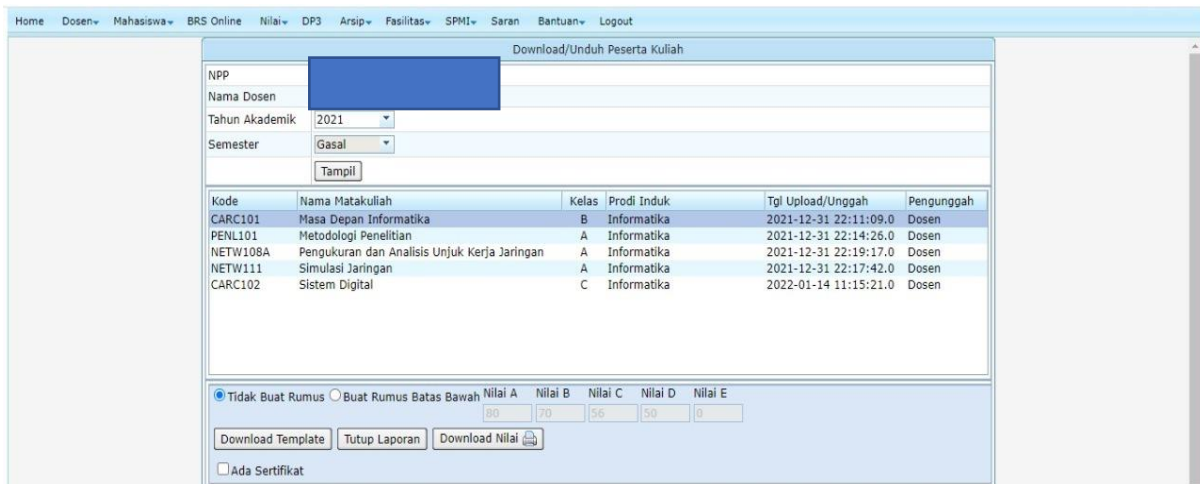 Home Dosen Mahasiswa BRS Online Nilai DP3 Arsip Fasilitas SPMI Saran Bantuan Logout
Download/Unduh Peserta Kuliah
NPP
Nama Dosen
Tahun Akademik 2021
Semester Gasal
Tampil
Kode Nama Matakuliah Kelas Prodi Induk Tgl Upload/Unggah Pengunggah
CARC101 Masa Depan Informatika B Informatika 2021-12-31 22:11:09.0 Dosen
PENL101 Metodologi Penelitian A Informatika 2021-12-31 22:14:26.0 Dosen
NETW108A Pengukuran dan Analisis Unjuk Kerja Jaringan A Informatika 2021-12-31 22:19:17.0 Dosen
NETW111 Simulasi Jaringan A Informatika 2021-12-31 22:17:42.0 Dosen
CARC102 Sistem Digital C Informatika 2022-01-14 11:15:21.0 Dosen
Tidak Buat Rumus Buat Rumus Batas Bawah Nilai A Nilai B Nilai C Nilai D Nilai E
80 70 56 50 0
Download Template Tutup Laporan Download Nilai
Ada Sertifikat